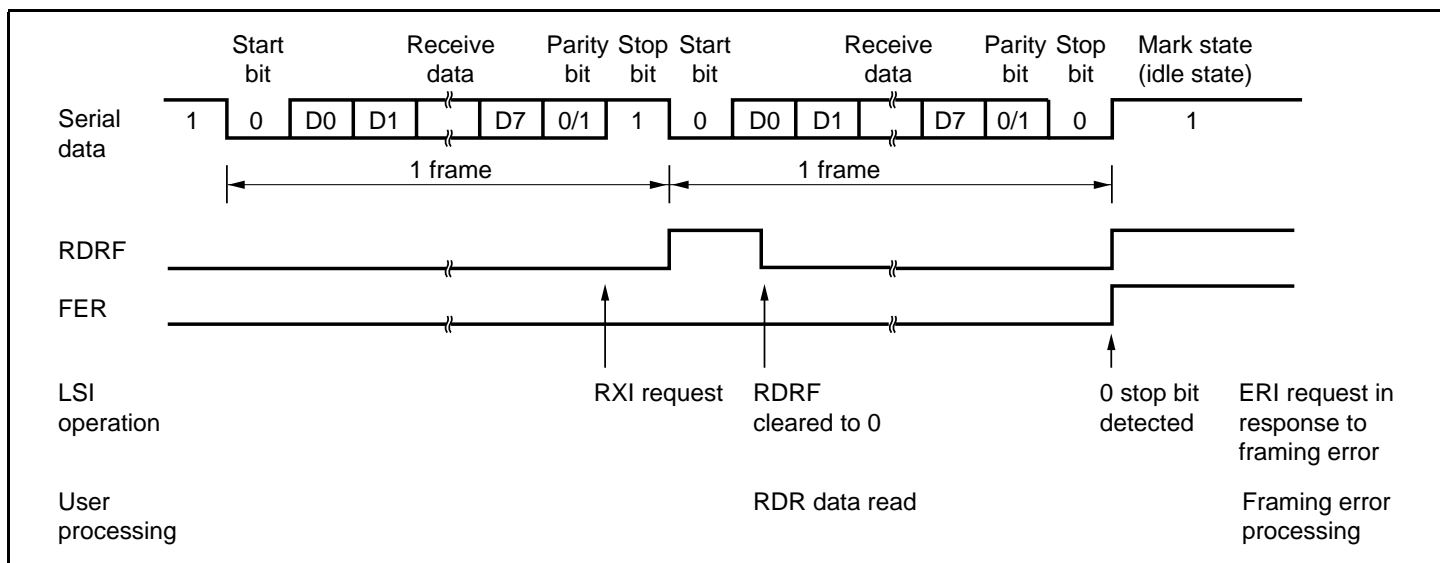 Start bit Receive data Parity bit Stop bit Start bit Receive data Parity bit Stop bit Mark state (idle state)
Serial data 1 0 D0 D1 D7 0/1 1 0 D0 D1 D7 0/1 0 1
1 frame 1 frame
RDRF
FER
LSI operation RXI request RDRF cleared to 0 0 stop bit detected ERI request in response to framing error
User processing RDR data read Framing error processing